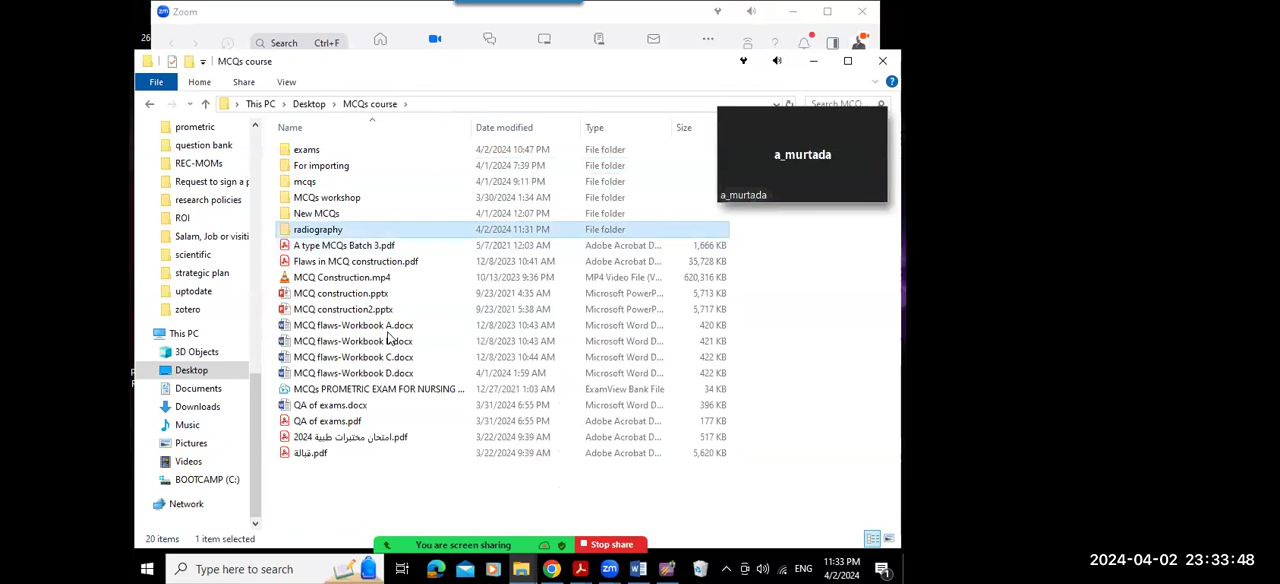 Zoom
26
Search Ctrl+F
MCQs course
File Home Share View
This PC Desktop MCQs course
Search MCQ
Name Date modified Type Size
prometric
question bank
REC-MOMs
Request to sign a p
research policies
ROI
Salam, Job or visiti
scientific
strategic plan
uptodate
zotero
This PC
3D Objects
Desktop
Documents
Downloads
Music
Pictures
Videos
BOOTCAMP (C:)
Network
exams 4/2/2024 10:47 PM File folder
For importing 4/1/2024 7:39 PM File folder
mcqs 4/1/2024 9:11 PM File folder
MCQs workshop 3/30/2024 1:34 AM File folder
New MCQs 4/1/2024 12:07 PM File folder
radiography 4/2/2024 11:31 PM File folder
A type MCQs Batch 3.pdf 5/7/2021 12:03 AM Adobe Acrobat D... 1,666 KB
Flaws in MCQ construction.pdf 12/8/2023 10:41 AM Adobe Acrobat D... 35,728 KB
MCQ Construction.mp4 10/13/2023 9:36 PM MP4 Video File (V... 620,316 KB
MCQ construction.pptx 9/23/2021 4:35 AM Microsoft PowerP... 5,713 KB
MCQ construction2.pptx 9/23/2021 5:38 AM Microsoft PowerP... 5,717 KB
MCQ flaws-Workbook A.docx 12/8/2023 10:43 AM Microsoft Word D... 420 KB
MCQ flaws-Workbook .docx 12/8/2023 10:43 AM Microsoft Word D... 421 KB
MCQ flaws-Workbook C.docx 12/8/2023 10:44 AM Microsoft Word D... 422 KB
MCQ flaws-Workbook D.docx 4/1/2024 1:59 AM Microsoft Word D... 422 KB
MCQs PROMETRIC EXAM FOR NURSING ... 12/27/2021 1:03 AM ExamView Bank File 34 KB
QA of exams.docx 3/31/2024 6:55 PM Microsoft Word D... 396 KB
QA of exams.pdf 3/31/2024 6:55 PM Adobe Acrobat D... 177 KB
امتحان مختبرات طبية 2024.pdf 3/22/2024 9:39 AM Adobe Acrobat D... 517 KB
قبالة.pdf 3/22/2024 9:39 AM Adobe Acrobat D... 5,620 KB
a_murtada
a_murtada
20 items 1 item selected
You are screen sharing Stop share
Type here to search
ENG
11:33 PM
4/2/2024
1
2024-04-02 23:33:48